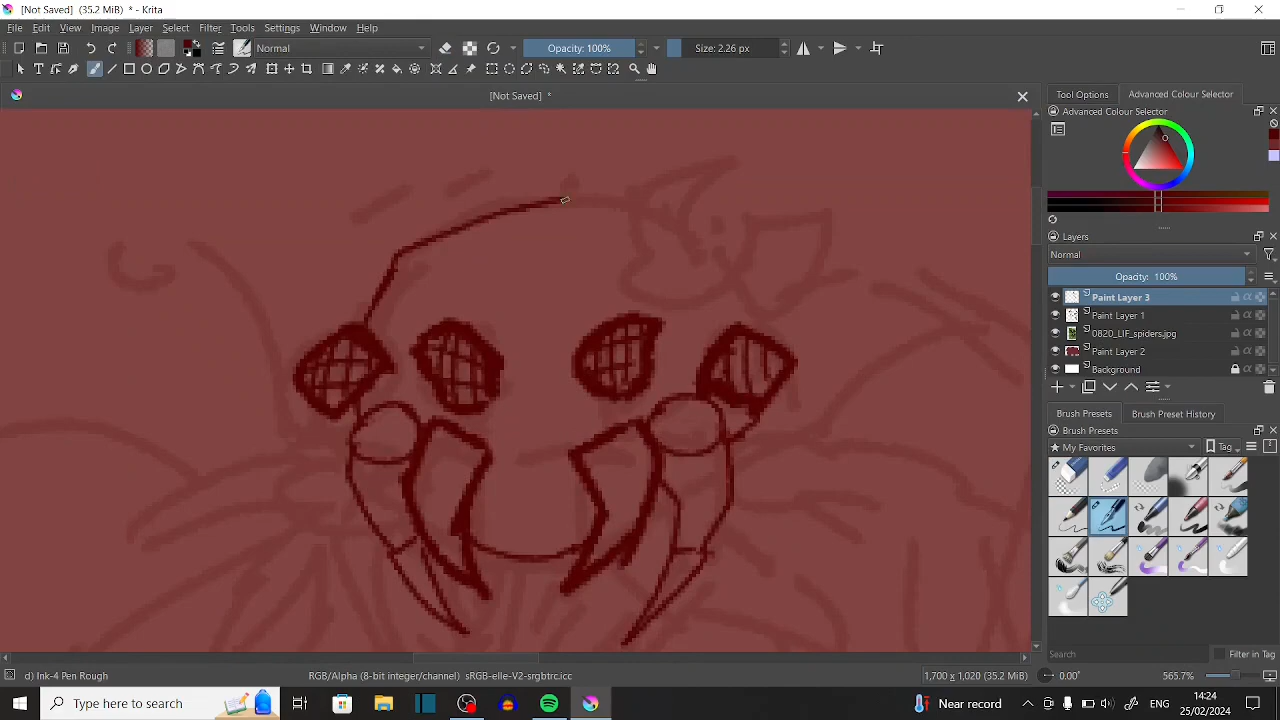 [Not Saved] (35.2 MiB) * - Krita
File Edit View Image Layer Select Filter Tools Settings Window Help
Normal
Opacity: 100%
Size: 2.26 px
[Not Saved] *
Tool Options
Advanced Colour Selector
Advanced Colour Selector
Layers
Normal
Opacity: 100%
Paint Layer 3
Paint Layer 1
0820_LIF_spiders.jpg
Paint Layer 2
Background
Brush Presets
Brush Preset History
Brush Presets
My Favorites
Tag
Search
Filter in Tag
d) Ink-4 Pen Rough
RGB/Alpha (8-bit integer/channel) sRGB-elle-V2-srgbtrc.icc
1,700 x 1,020 (35.2 MiB)
0.00°
565.7%
Type here to search
Near record
14:24
25/02/2024